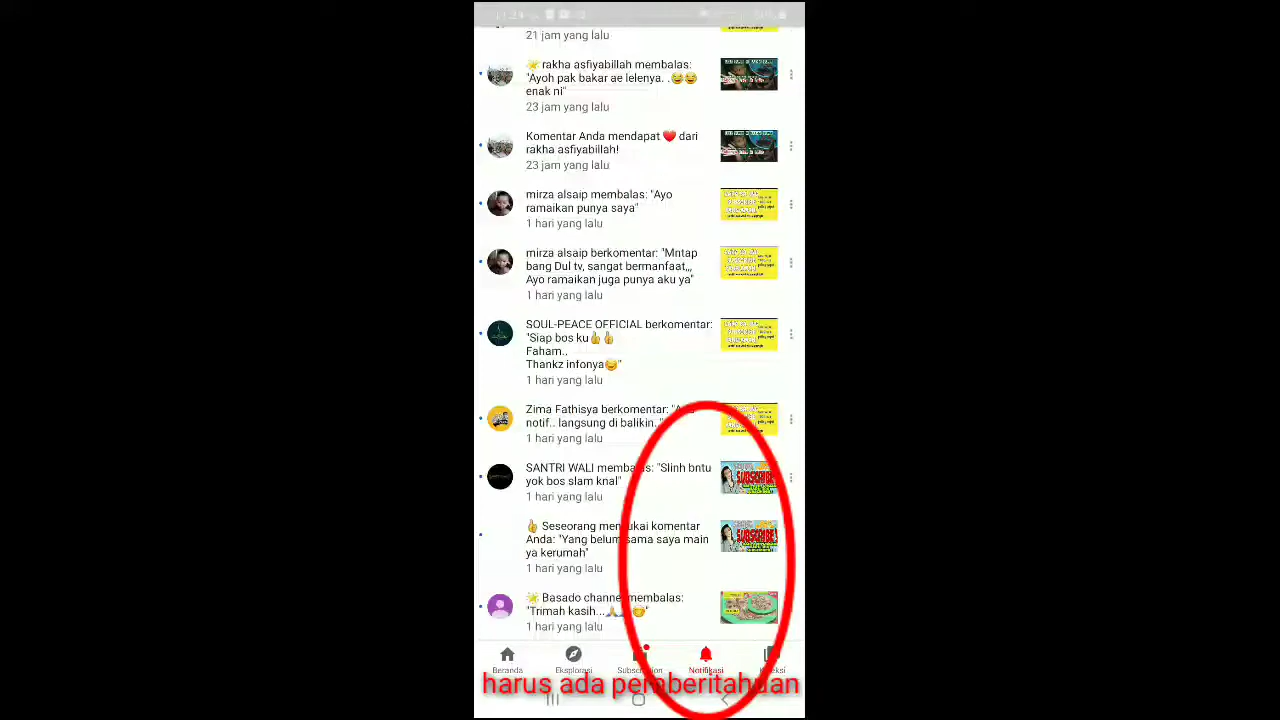 21 jam yang lalu
🌟 rakha asfiyabillah membalas:
"Ayoh pak bakar ae lelenya. .😂😂
enak ni"
23 jam yang lalu
Komentar Anda mendapat ❤️ dari
rakha asfiyabillah!
23 jam yang lalu
mirza alsaip membalas: "Ayo
ramaikan punya saya"
1 hari yang lalu
mirza alsaip berkomentar: "Mntap
bang Dul tv, sangat bermanfaat,,,
Ayo ramaikan juga punya aku ya"
1 hari yang lalu
SOUL-PEACE OFFICIAL berkomentar:
"Siap bos ku👍👍
Faham..
Thankz infonya😁"
1 hari yang lalu
Zima Fathisya berkomentar:
notif.. langsung di balikin.."
1 hari yang lalu
SANTRI WALI membalas: "Slinh bntu
yok bos slam knal"
1 hari yang lalu
SUBSCRIBE
👍 Seseorang menyukai komentar
Anda: "Yang belum sama saya main
ya kerumah"
1 hari yang lalu
SUBSCRIBE
🌟 Basado channel membalas:
"Trimah kasih...🙏🙏😁"
1 hari yang lalu
Beranda
Eksplorasi
Subscription
Notifikasi
Koleksi
harus ada pemberitahuan